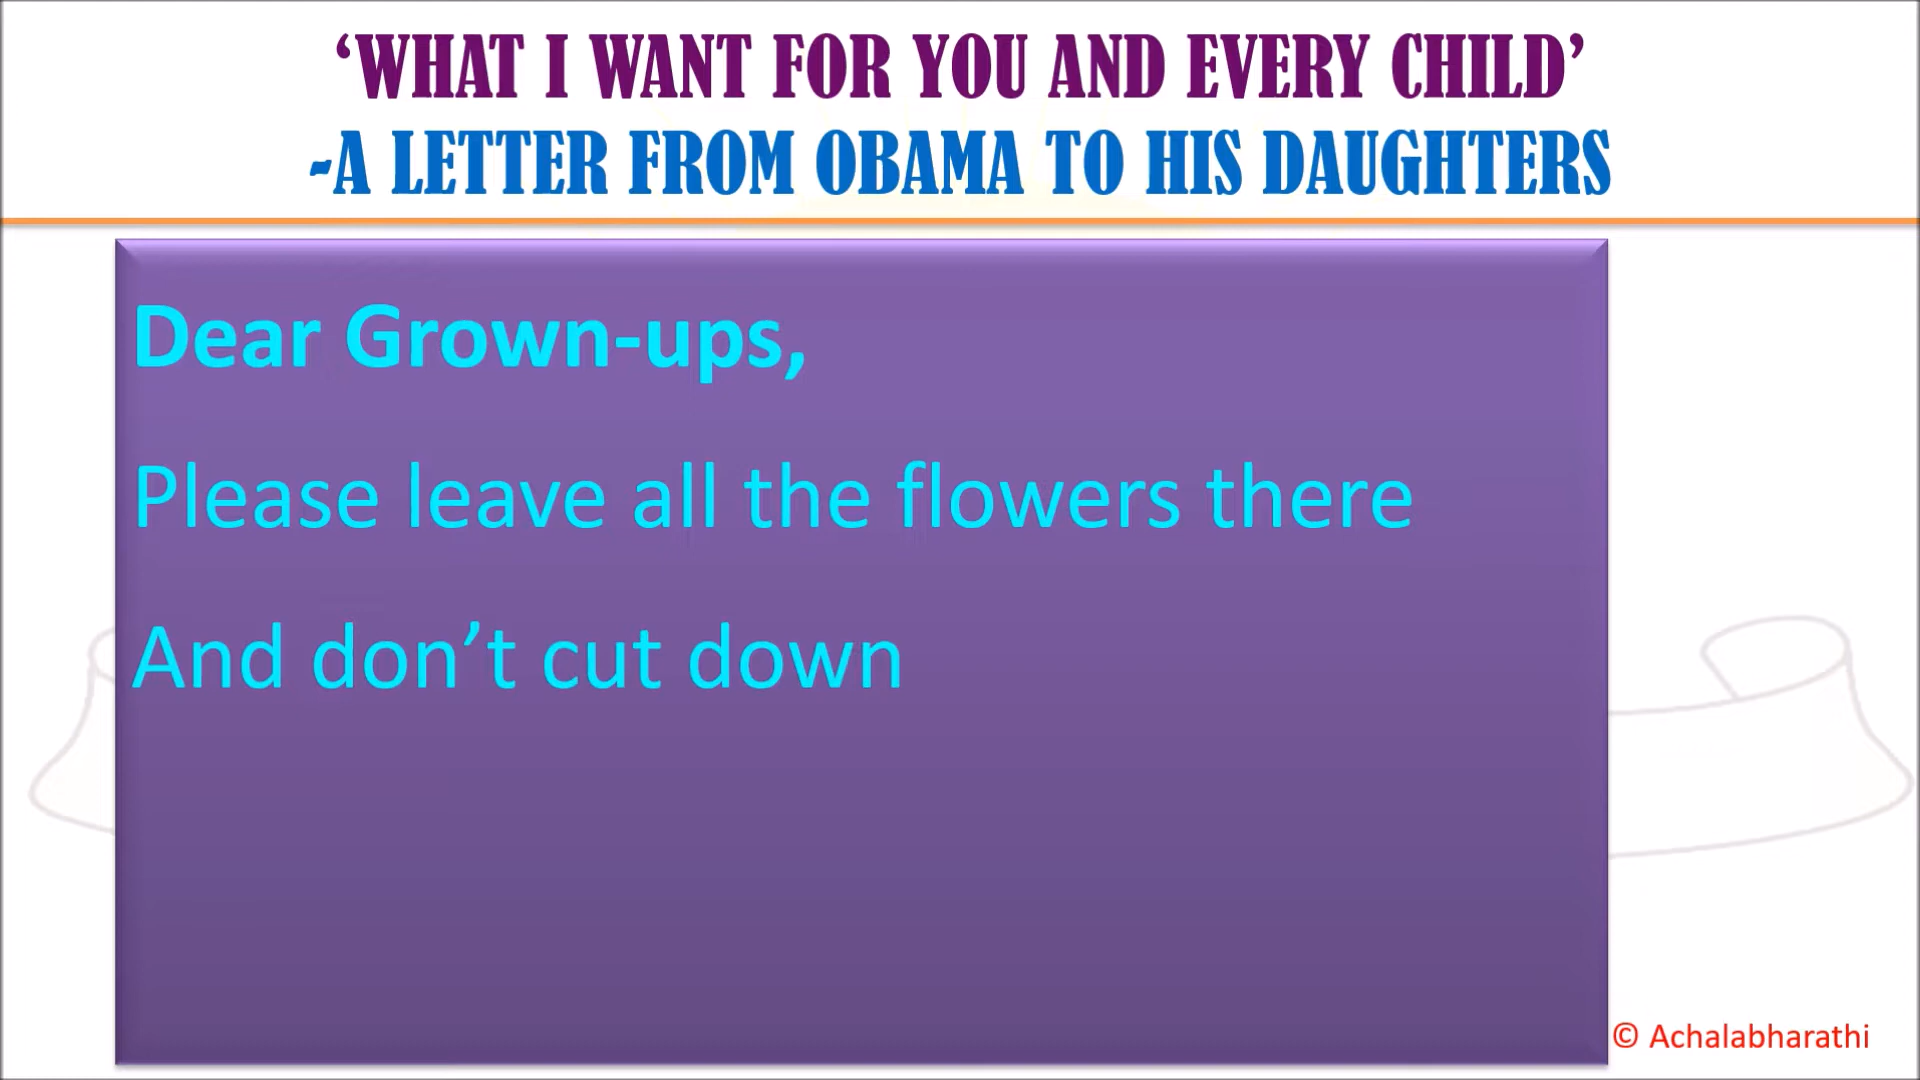 ‘WHAT I WANT FOR YOU AND EVERY CHILD’
-A LETTER FROM OBAMA TO HIS DAUGHTERS
Dear Grown-ups,
Please leave all the flowers there
And don’t cut down
© Achalabharathi